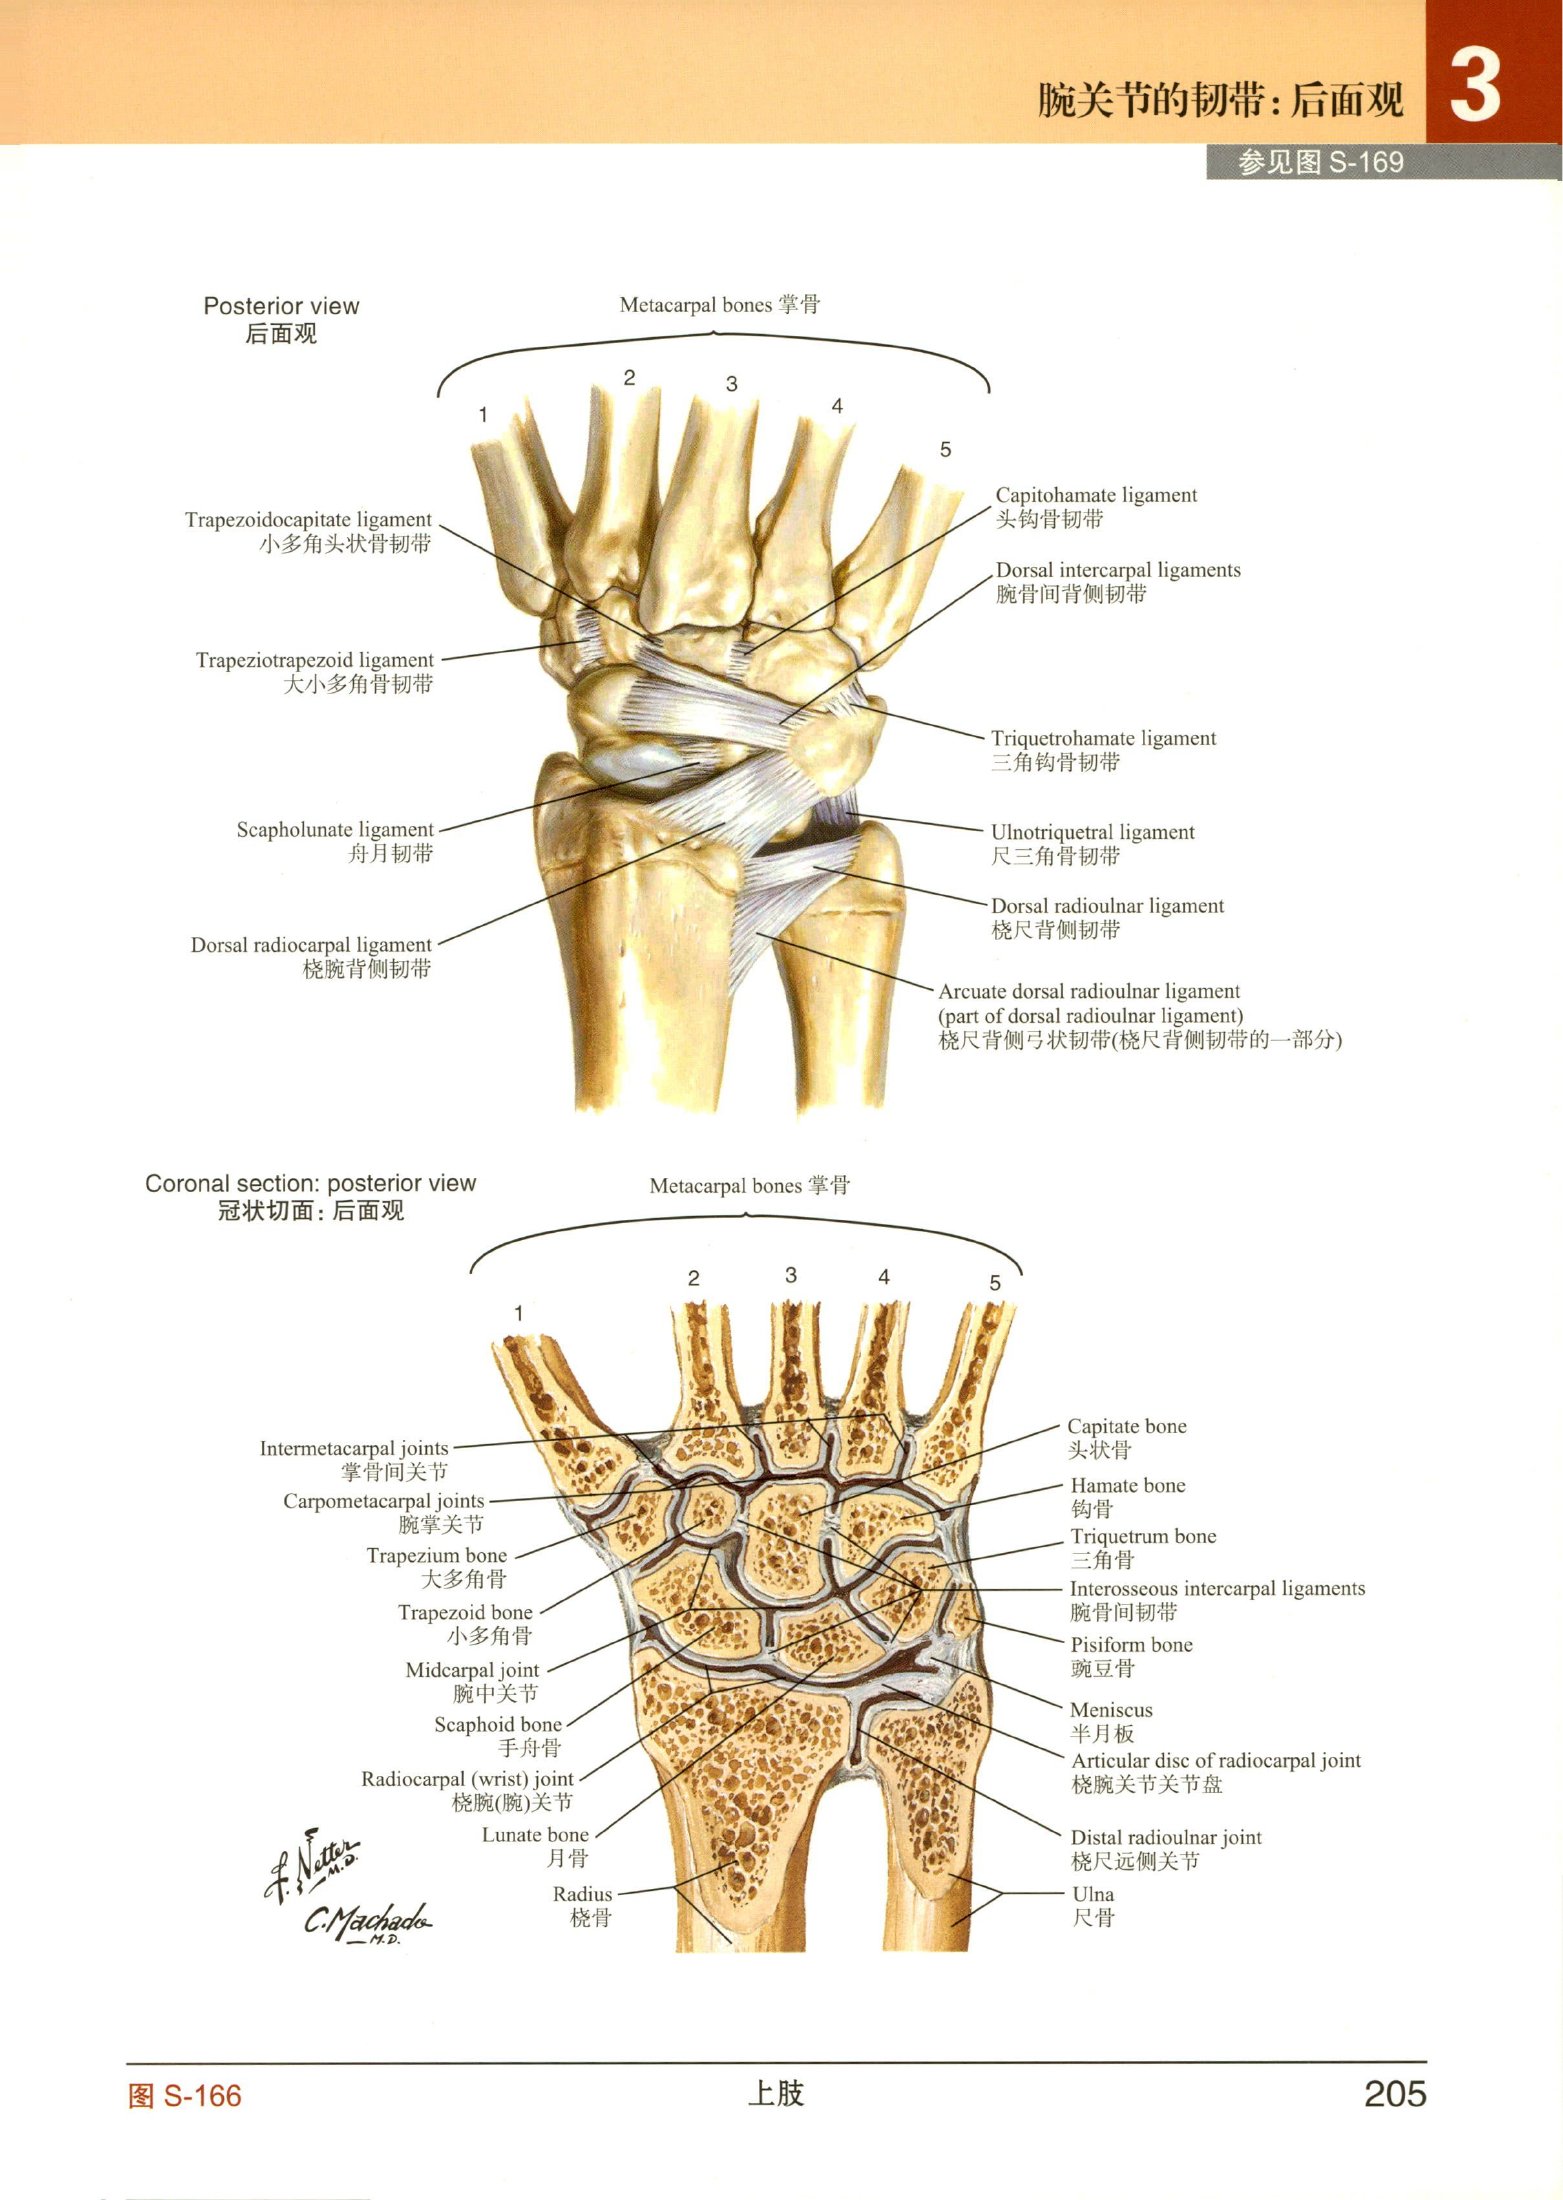 腕关节的韧带：后面观
3
参见图 S-169
Posterior view
后面观
Metacarpal bones 掌骨
1
2
3
4
5
Trapezoidocapitate ligament
小多角头状骨韧带
Trapeziotrapezoid ligament
大小多角骨韧带
Scapholunate ligament
舟月韧带
Dorsal radiocarpal ligament
桡腕背侧韧带
Capitohamate ligament
头钩骨韧带
Dorsal intercarpal ligaments
腕骨间背侧韧带
Triquetrohamate ligament
三角钩骨韧带
Ulnotriquetral ligament
尺三角骨韧带
Dorsal radioulnar ligament
桡尺背侧韧带
Arcuate dorsal radioulnar ligament
(part of dorsal radioulnar ligament)
桡尺背侧弓状韧带(桡尺背侧韧带的一部分)
Coronal section: posterior view
冠状切面：后面观
Metacarpal bones 掌骨
1
2
3
4
5
Intermetacarpal joints
掌骨间关节
Carpometacarpal joints
腕掌关节
Trapezium bone
大多角骨
Trapezoid bone
小多角骨
Midcarpal joint
腕中关节
Scaphoid bone
手舟骨
Radiocarpal (wrist) joint
桡腕(腕)关节
Lunate bone
月骨
Radius
桡骨
Capitate bone
头状骨
Hamate bone
钩骨
Triquetrum bone
三角骨
Interosseous intercarpal ligaments
腕骨间韧带
Pisiform bone
豌豆骨
Meniscus
半月板
Articular disc of radiocarpal joint
桡腕关节关节盘
Distal radioulnar joint
桡尺远侧关节
Ulna
尺骨
F. Netter
M.D.
C. Machado
M.D.
图 S-166
上肢
205